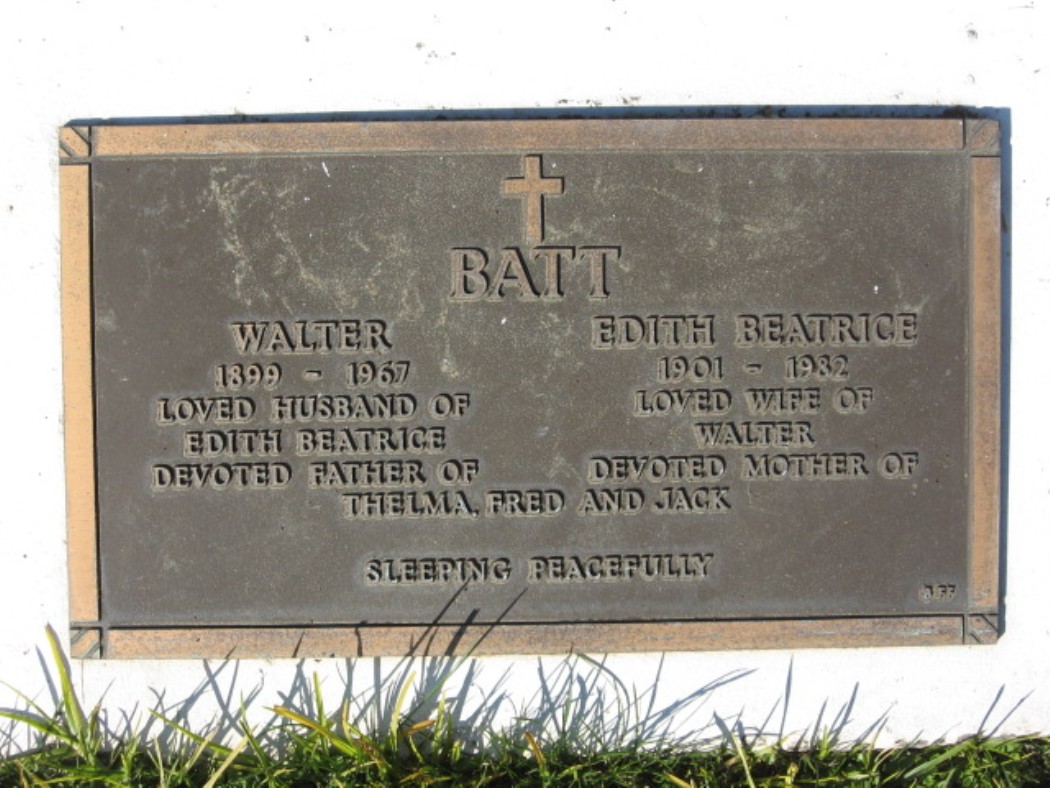 BATT
WALTER
1899 - 1967
LOVED HUSBAND OF
EDITH BEATRICE
DEVOTED FATHER OF
EDITH BEATRICE
1901 - 1982
LOVED WIFE OF
WALTER
DEVOTED MOTHER OF
THELMA, FRED AND JACK
SLEEPING PEACEFULLY